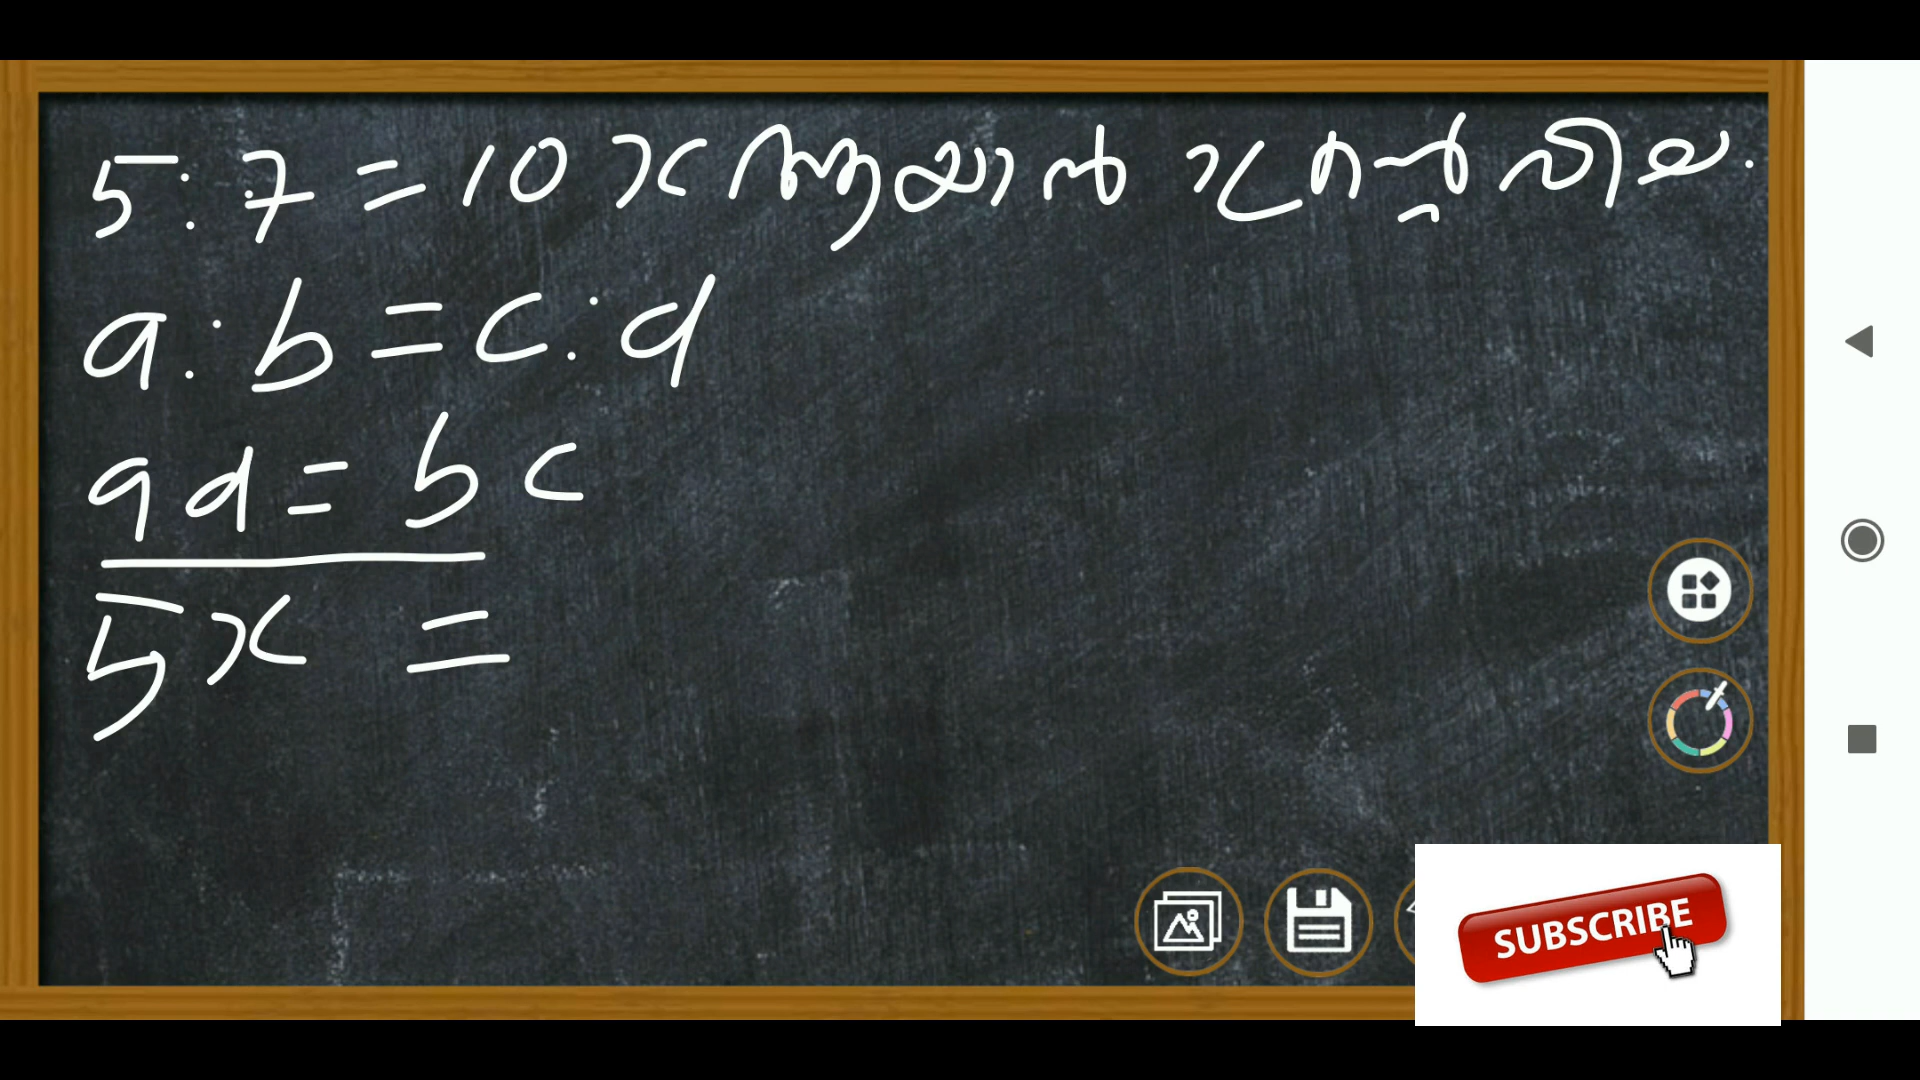 5:7=10 x ആയാൽ xന്റെ വില.
a:b=c:d
ad=bc
5x =
SUBSCRIBE